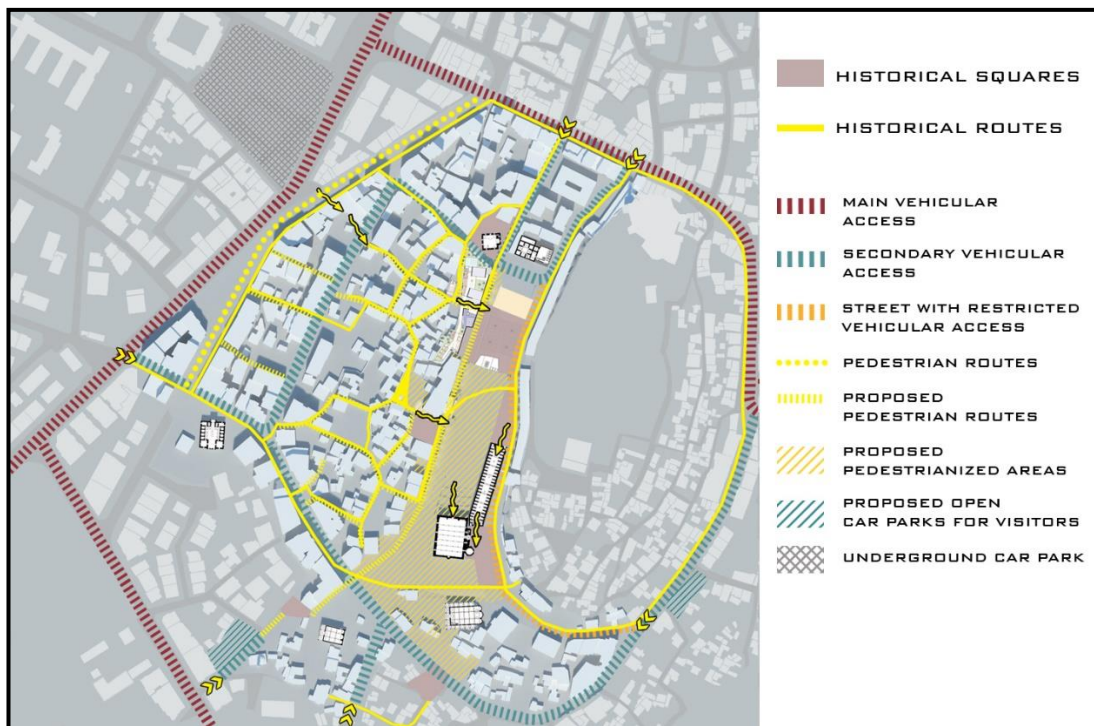 HISTORICAL SQUARES
HISTORICAL ROUTES
MAIN VEHICULAR
ACCESS
SECONDARY VEHICULAR
ACCESS
STREET WITH RESTRICTED
VEHICULAR ACCESS
PEDESTRIAN ROUTES
PROPOSED
PEDESTRIAN ROUTES
PROPOSED
PEDESTRIANIZED AREAS
PROPOSED OPEN
CAR PARKS FOR VISITORS
UNDERGROUND CAR PARK